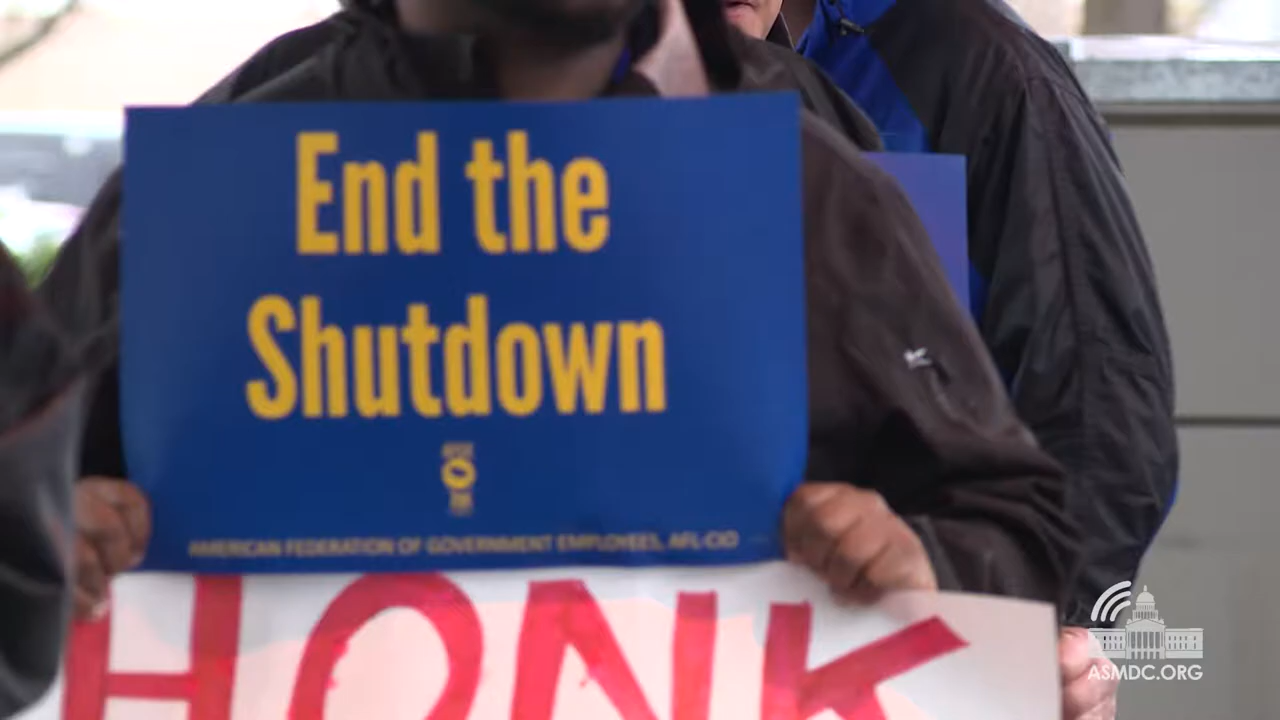 End the
Shutdown
AMERICAN FEDERATION OF GOVERNMENT EMPLOYEES, AFL-CIO
HONK
ASMDC.ORG